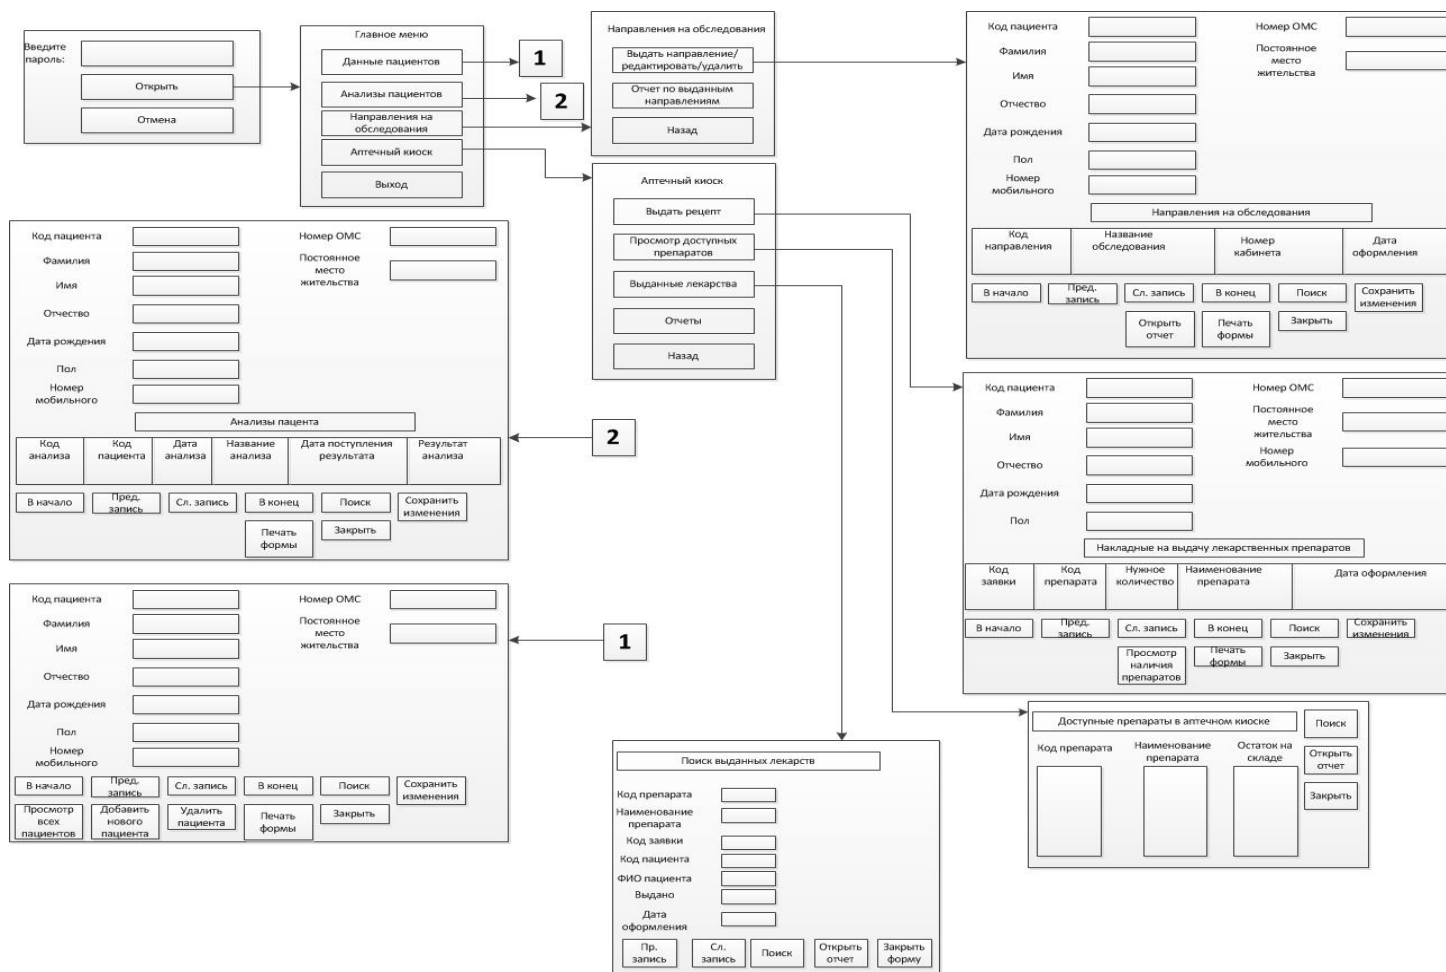 Введите
пароль:
Открыть
Отмена
Главное меню
Данные пациентов
Анализы пациентов
Направления на
обследования
Аптечный киоск
Выход
1
2
Направления на обследования
Выдать направление/
редактировать/удалить
Отчет по выданным
направлениям
Назад
Аптечный киоск
Выдать рецепт
Просмотр доступных
препаратов
Выданные лекарства
Отчеты
Назад
Код пациента
Номер ОМС
Фамилия
Постоянное
место
жительства
Имя
Отчество
Дата рождения
Пол
Номер
мобильного
Направления на обследования
Код
направления
Название
обследования
Номер
кабинета
Дата
оформления
В начало
Пред.
запись
Сл. запись
В конец
Поиск
Сохранить
изменения
Открыть
отчет
Печать
формы
Закрыть
Код пациента
Номер ОМС
Фамилия
Постоянное
место
жительства
Имя
Отчество
Дата рождения
Пол
Номер
мобильного
Анализы пацента
Код
анализа
Код
пациента
Дата
анализа
Название
анализа
Дата поступления
результата
Результат
анализа
В начало
Пред.
запись
Сл. запись
В конец
Поиск
Сохранить
изменения
Печать
формы
Закрыть
2
Код пациента
Номер ОМС
Фамилия
Постоянное
место
жительства
Имя
Номер
мобильного
Отчество
Дата рождения
Пол
Накладные на выдачу лекарственных препаратов
Код
заявки
Код
препарата
Нужное
количество
Наименование
препарата
Дата оформления
В начало
Пред.
запись
Сл. запись
В конец
Поиск
Сохранить
изменения
Просмотр
наличия
препаратов
Печать
формы
Закрыть
Код пациента
Номер ОМС
Фамилия
Постоянное
место
жительства
Имя
Отчество
Дата рождения
Пол
Номер
мобильного
В начало
Пред.
запись
Сл. запись
В конец
Поиск
Сохранить
изменения
Просмотр
всех
пациентов
Добавить
нового
пациента
Удалить
пациента
Печать
формы
Закрыть
1
Поиск выданных лекарств
Код препарата
Наименование
препарата
Код заявки
Код пациента
ФИО пациента
Выдано
Дата
оформления
Пр.
запись
Сл.
запись
Поиск
Открыть
отчет
Закрыть
форму
Доступные препараты в аптечном киоске
Поиск
Код препарата
Наименование
препарата
Остаток на
складе
Открыть
отчет
Закрыть